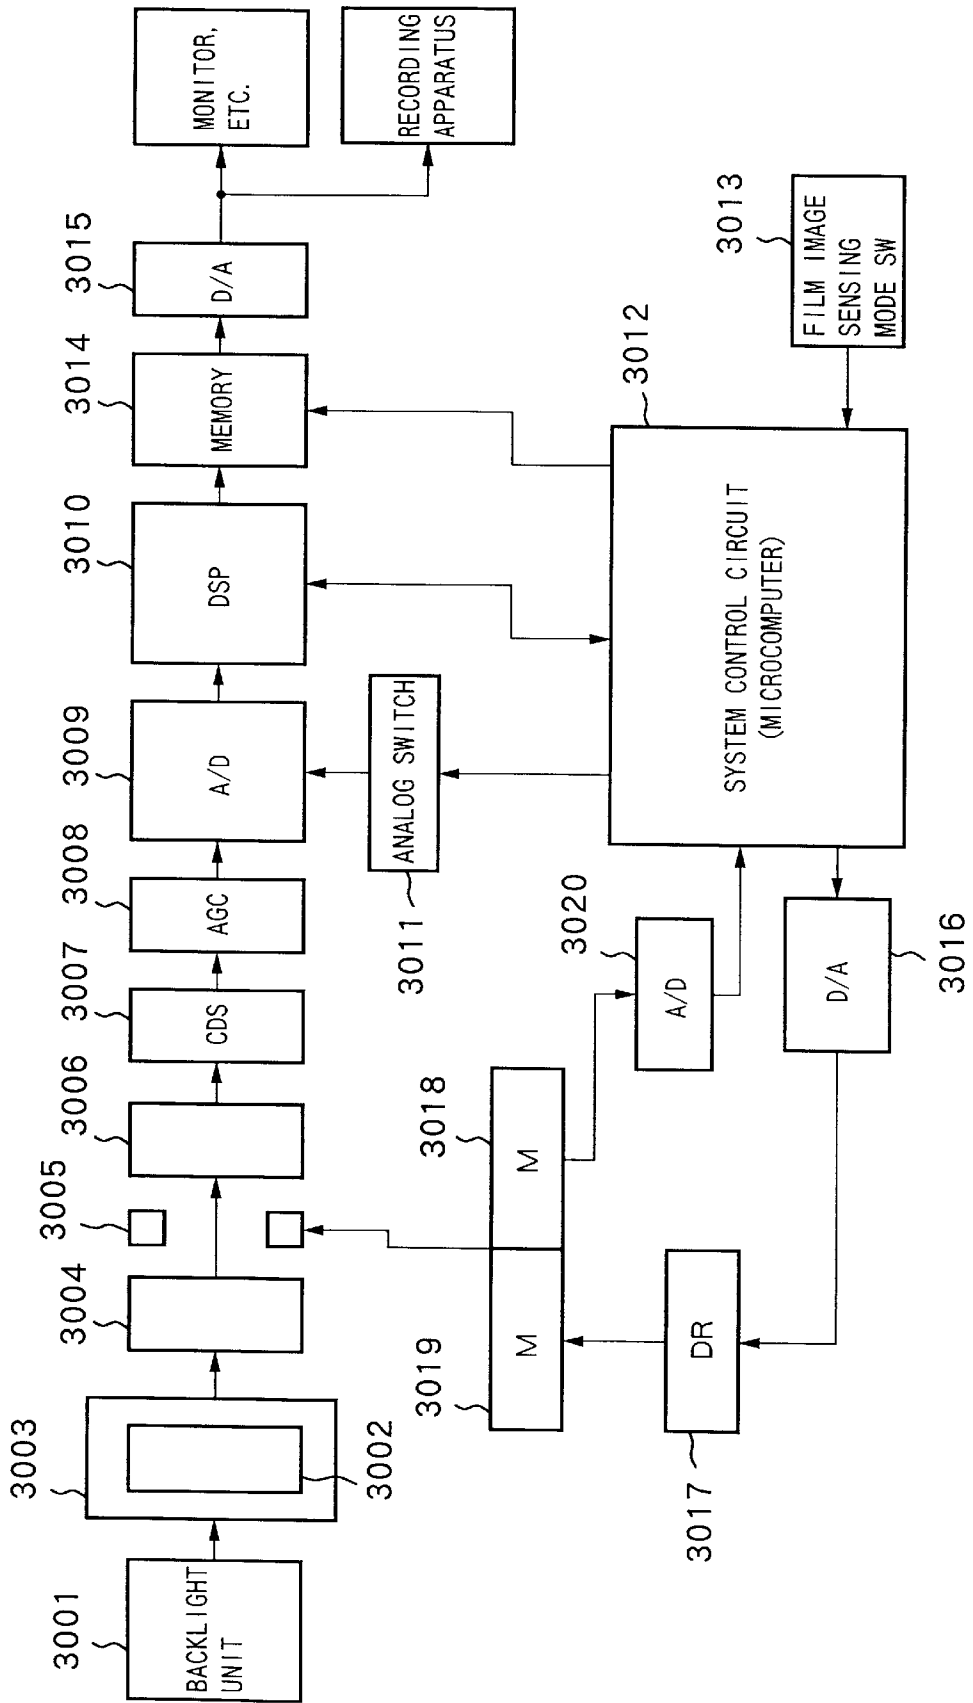 3001
BACKLIGHT
UNIT
3003
3002
3004
3005
3006
3007
CDS
3008
AGC
3009
A/D
3010
DSP
3014
MEMORY
3015
D/A
MONITOR,
ETC.
RECORDING
APPARATUS
3011
ANALOG SWITCH
3012
SYSTEM CONTROL CIRCUIT
(MICROCOMPUTER)
3013
FILM IMAGE
SENSING
MODE SW
3019
M
3018
M
3020
A/D
3017
DR
3016
D/A